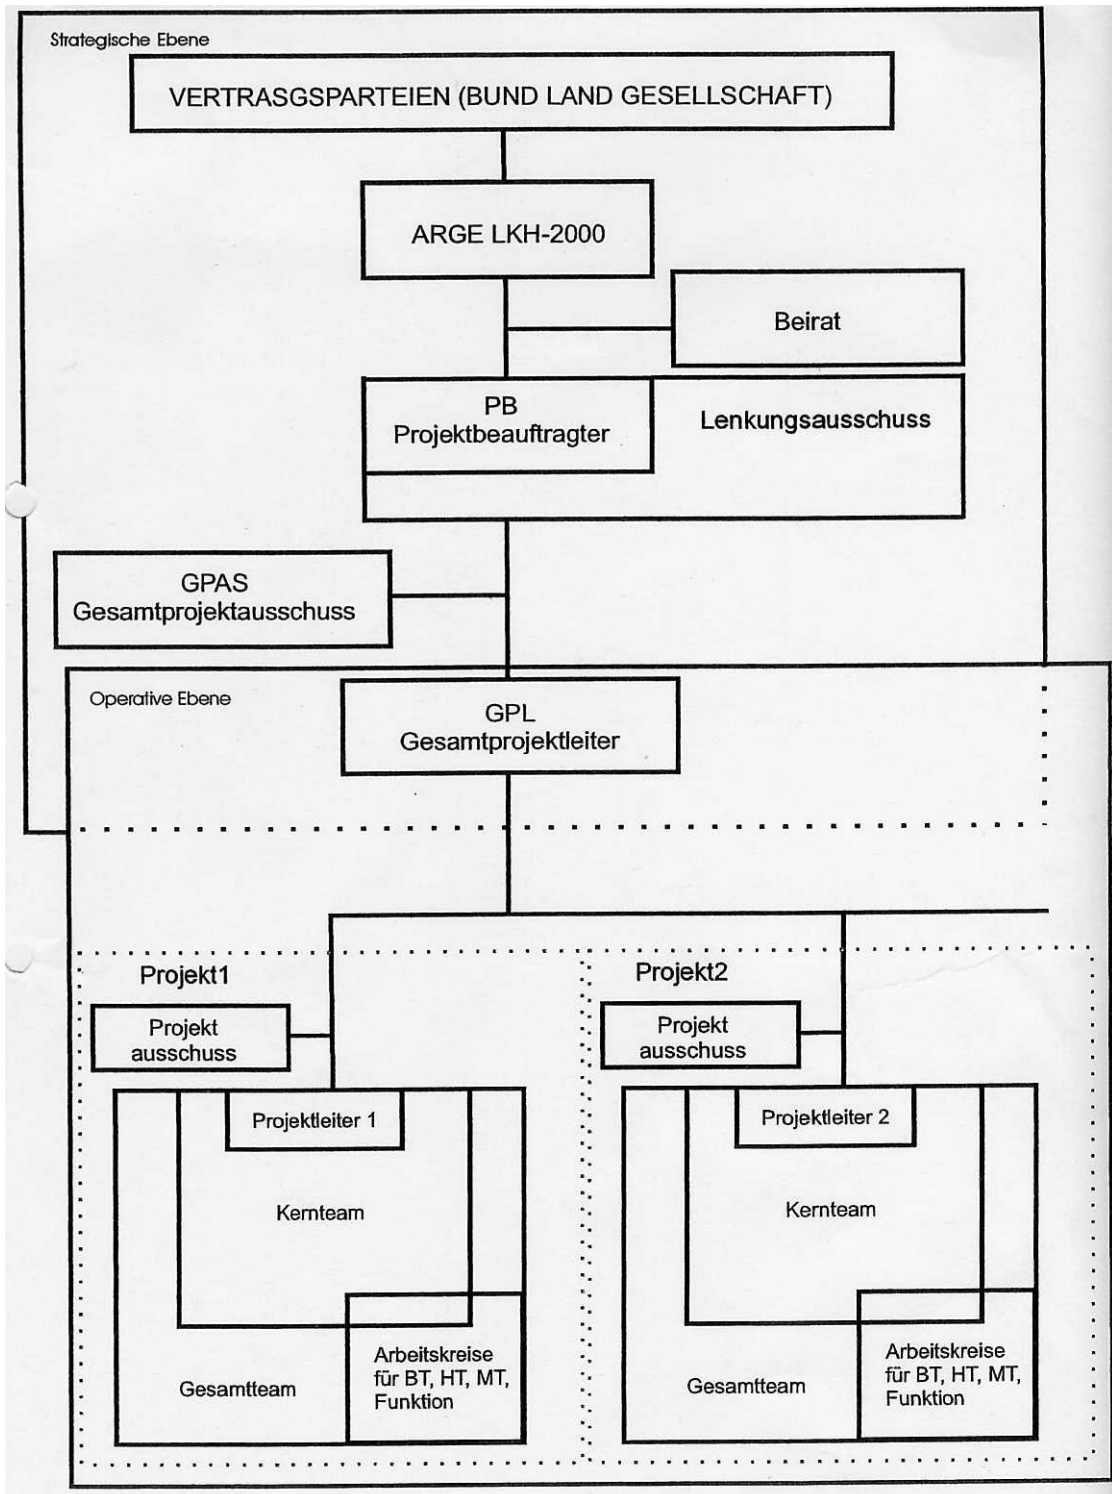 Strategische Ebene
VERTRASGSPARTEIEN (BUND LAND GESELLSCHAFT)
ARGE LKH-2000
Beirat
PB
Projektbeauftragter
Lenkungsausschuss
GPAS
Gesamtprojektausschuss
Operative Ebene
GPL
Gesamtprojektleiter
Projekt1
Projekt
ausschuss
Projektleiter 1
Kernteam
Gesamtteam
Arbeitskreise
für BT, HT, MT,
Funktion
Projekt2
Projekt
ausschuss
Projektleiter 2
Kernteam
Gesamtteam
Arbeitskreise
für BT, HT, MT,
Funktion